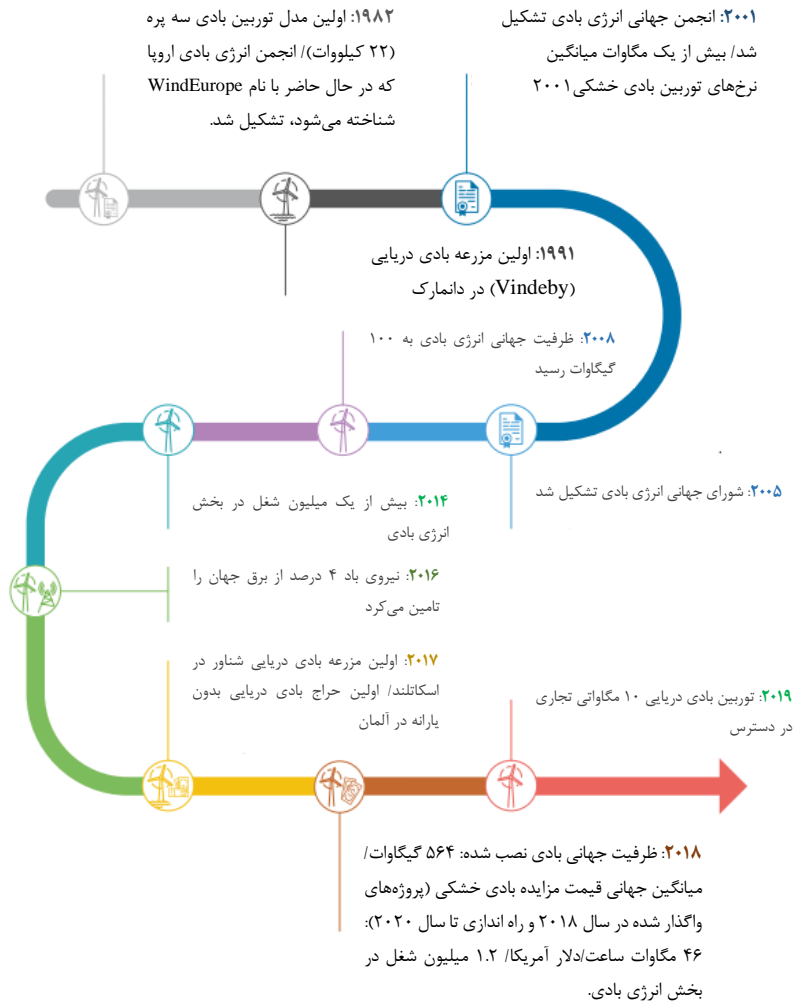 ۱۹۸۲: اولین مدل توربین بادی سه پره
(۲۲ کیلووات)/ انجمن انرژی بادی اروپا
که در حال حاضر با نام WindEurope
شناخته می‌شود، تشکیل شد.
۱۹۹۱: اولین مزرعه بادی دریایی
(Vindeby) در دانمارک
۲۰۰۱: انجمن جهانی انرژی بادی تشکیل
شد/ بیش از یک مگاوات میانگین
نرخ‌های توربین بادی خشکی۲۰۰۱
۲۰۰۵: شورای جهانی انرژی بادی تشکیل شد
۲۰۰۸: ظرفیت جهانی انرژی بادی به ۱۰۰
گیگاوات رسید
۲۰۱۴: بیش از یک میلیون شغل در بخش
انرژی بادی
۲۰۱۶: نیروی باد ۴ درصد از برق جهان را
تامین می‌کرد
۲۰۱۷: اولین مزرعه بادی دریایی شناور در
اسکاتلند/ اولین حراج بادی دریایی بدون
یارانه در آلمان
۲۰۱۸: ظرفیت جهانی بادی نصب شده: ۵۶۴ گیگاوات/
میانگین جهانی قیمت مزایده بادی خشکی (پروژه‌های
واگذار شده در سال ۲۰۱۸ و راه اندازی تا سال ۲۰۲۰):
۴۶ مگاوات ساعت/دلار آمریکا/ ۱.۲ میلیون شغل در
بخش انرژی بادی.
۲۰۱۹: توربین بادی دریایی ۱۰ مگاواتی تجاری
در دسترس